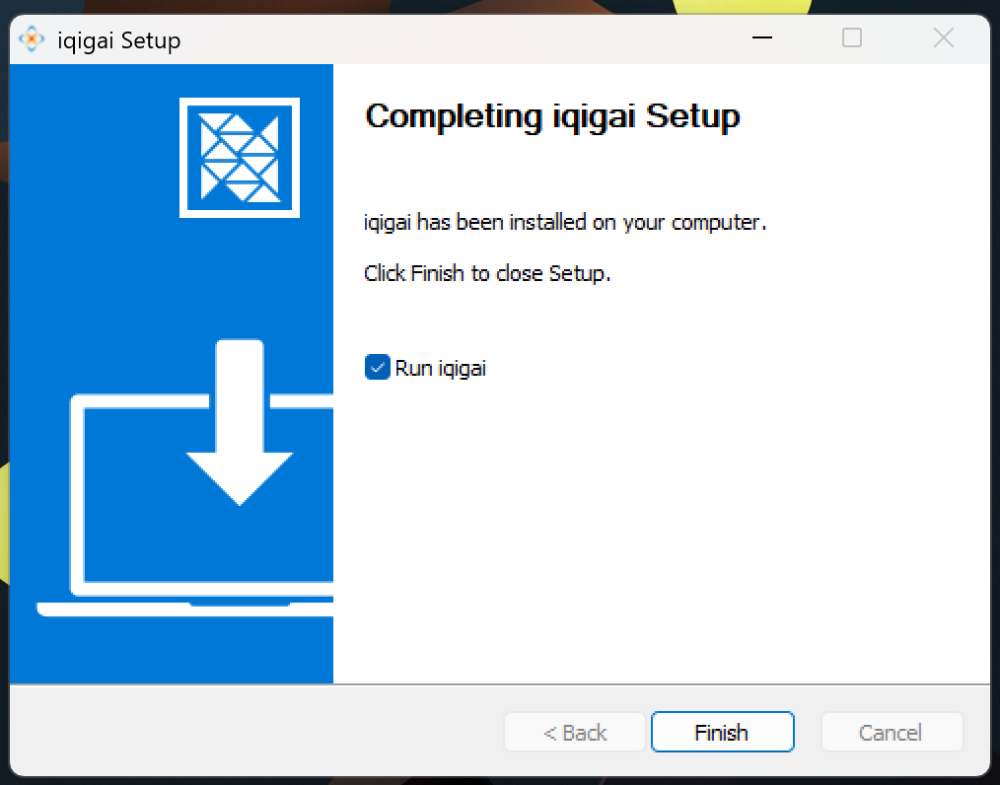 iqigai Setup
Completing iqigai Setup
iqigai has been installed on your computer.
Click Finish to close Setup.
Run iqigai
< Back
Finish
Cancel